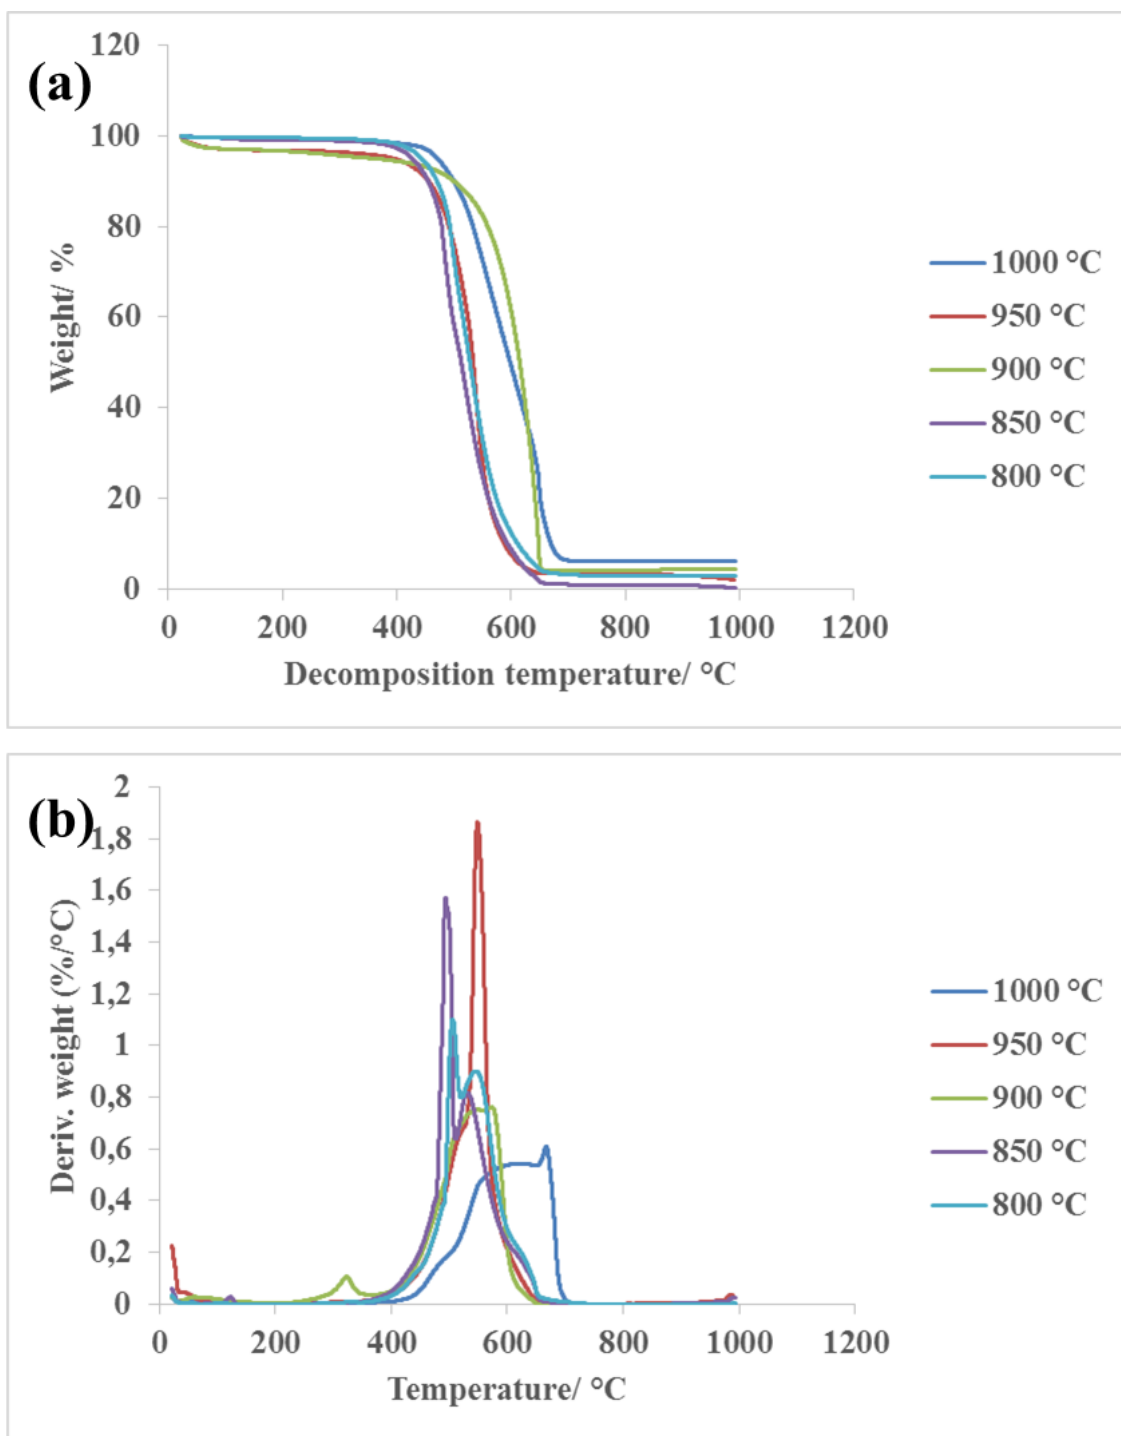 (a)
120
100
80
60
40
20
0
Weight/ %
0 200 400 600 800 1000 1200
Decomposition temperature/ °C
1000 °C
950 °C
900 °C
850 °C
800 °C
(b)
2
1,8
1,6
1,4
1,2
1
0,8
0,6
0,4
0,2
0
Deriv. weight (%/°C)
0 200 400 600 800 1000 1200
Temperature/ °C
1000 °C
950 °C
900 °C
850 °C
800 °C